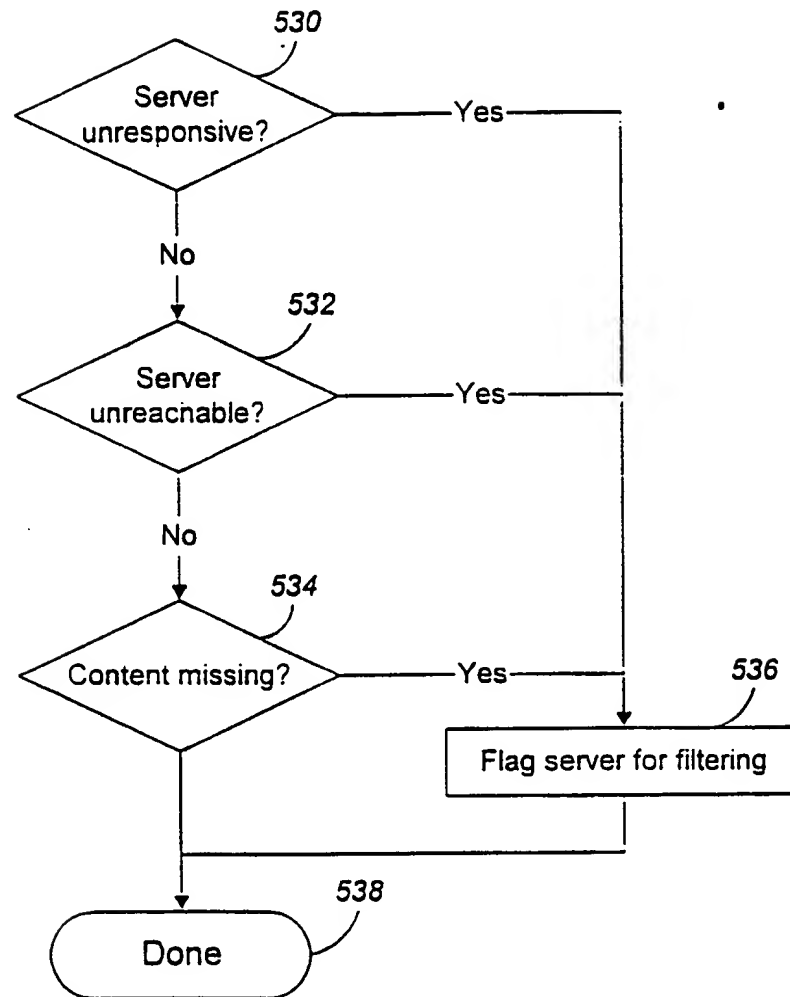 530
Server
unresponsive?
Yes
No
532
Server
unreachable?
Yes
No
534
Content missing?
Yes
536
Flag server for filtering
538
Done